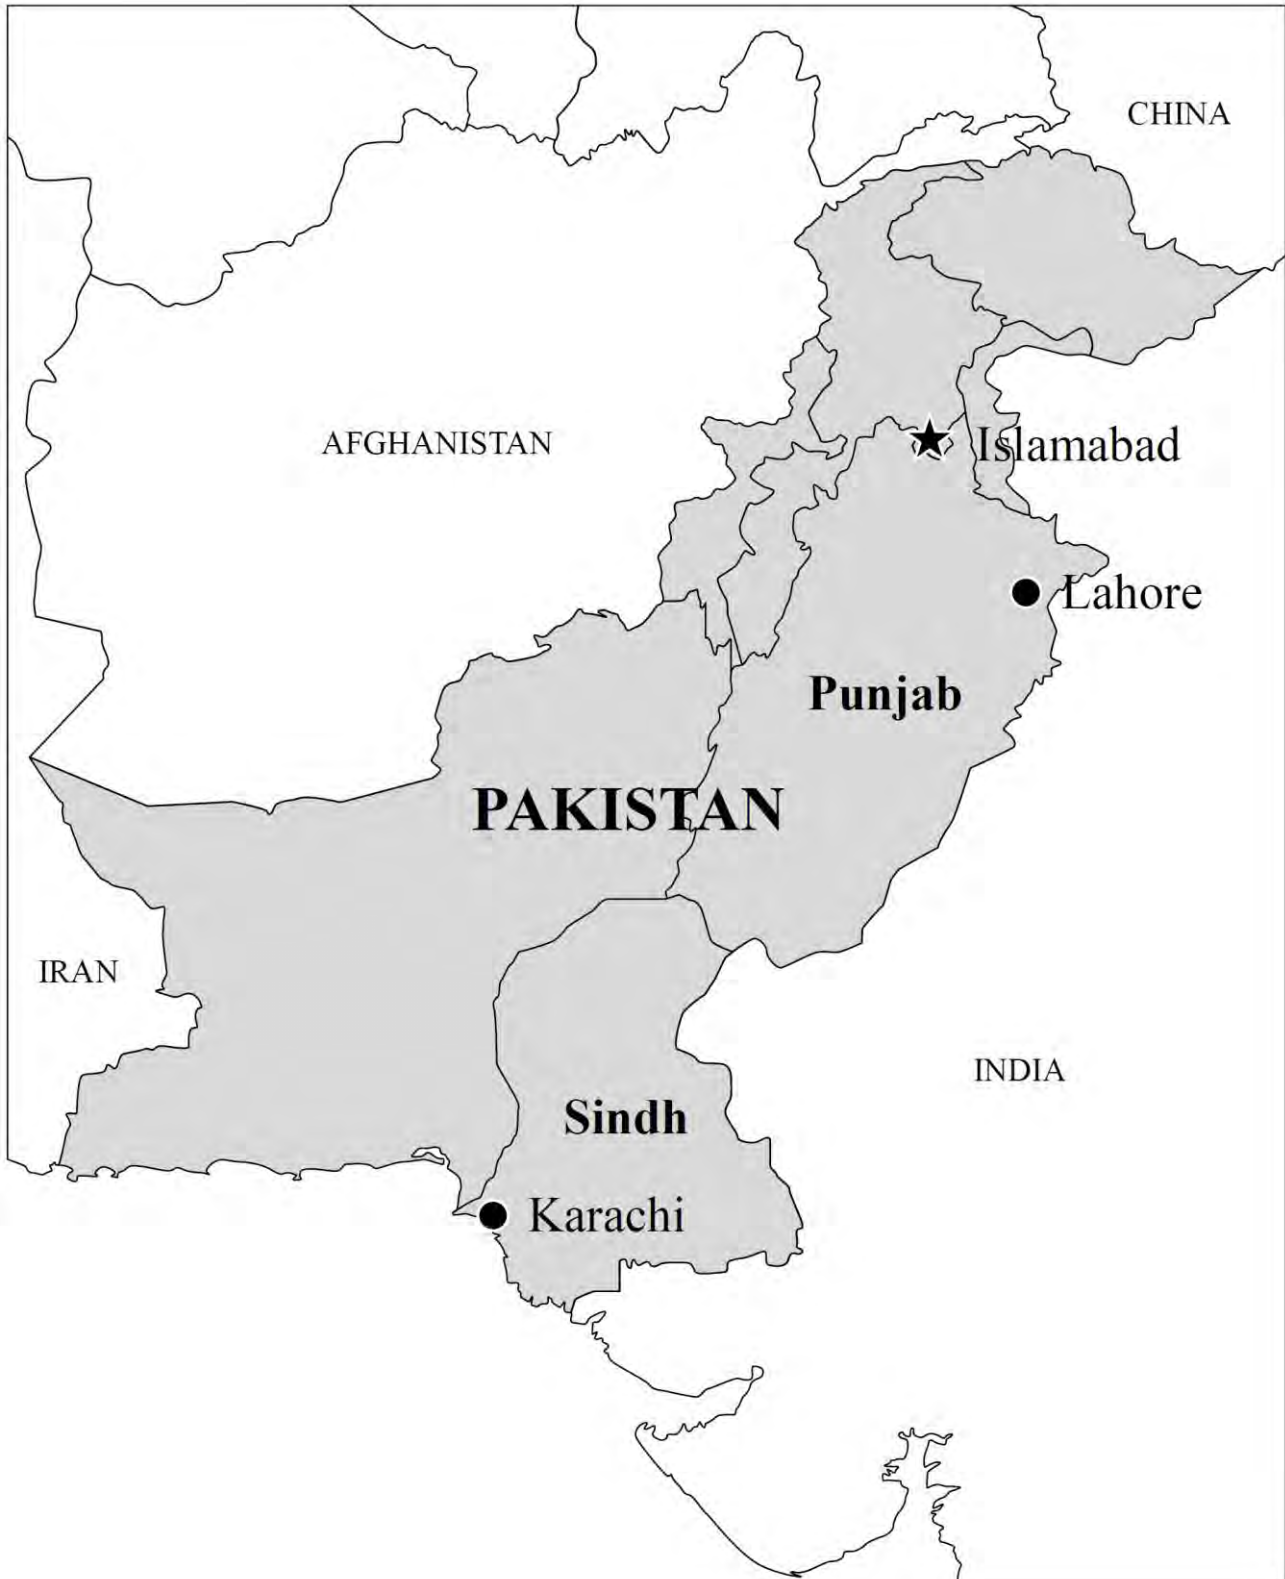 CHINA
AFGHANISTAN
Islamabad
Lahore
Punjab
PAKISTAN
IRAN
INDIA
Sindh
Karachi